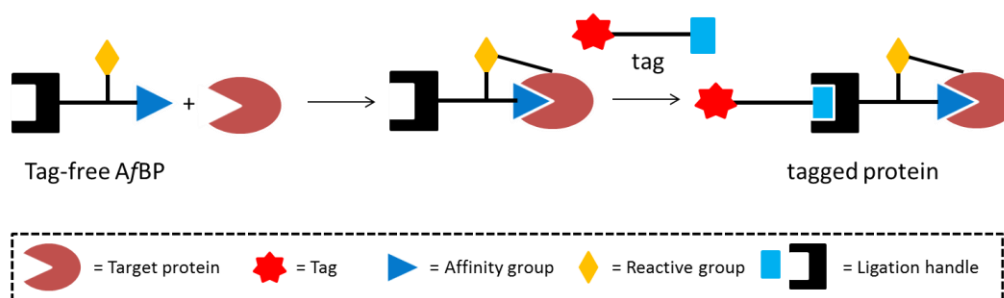 tag
+
Tag-free AfBP
tagged protein
= Target protein
= Tag
= Affinity group
= Reactive group
= Ligation handle